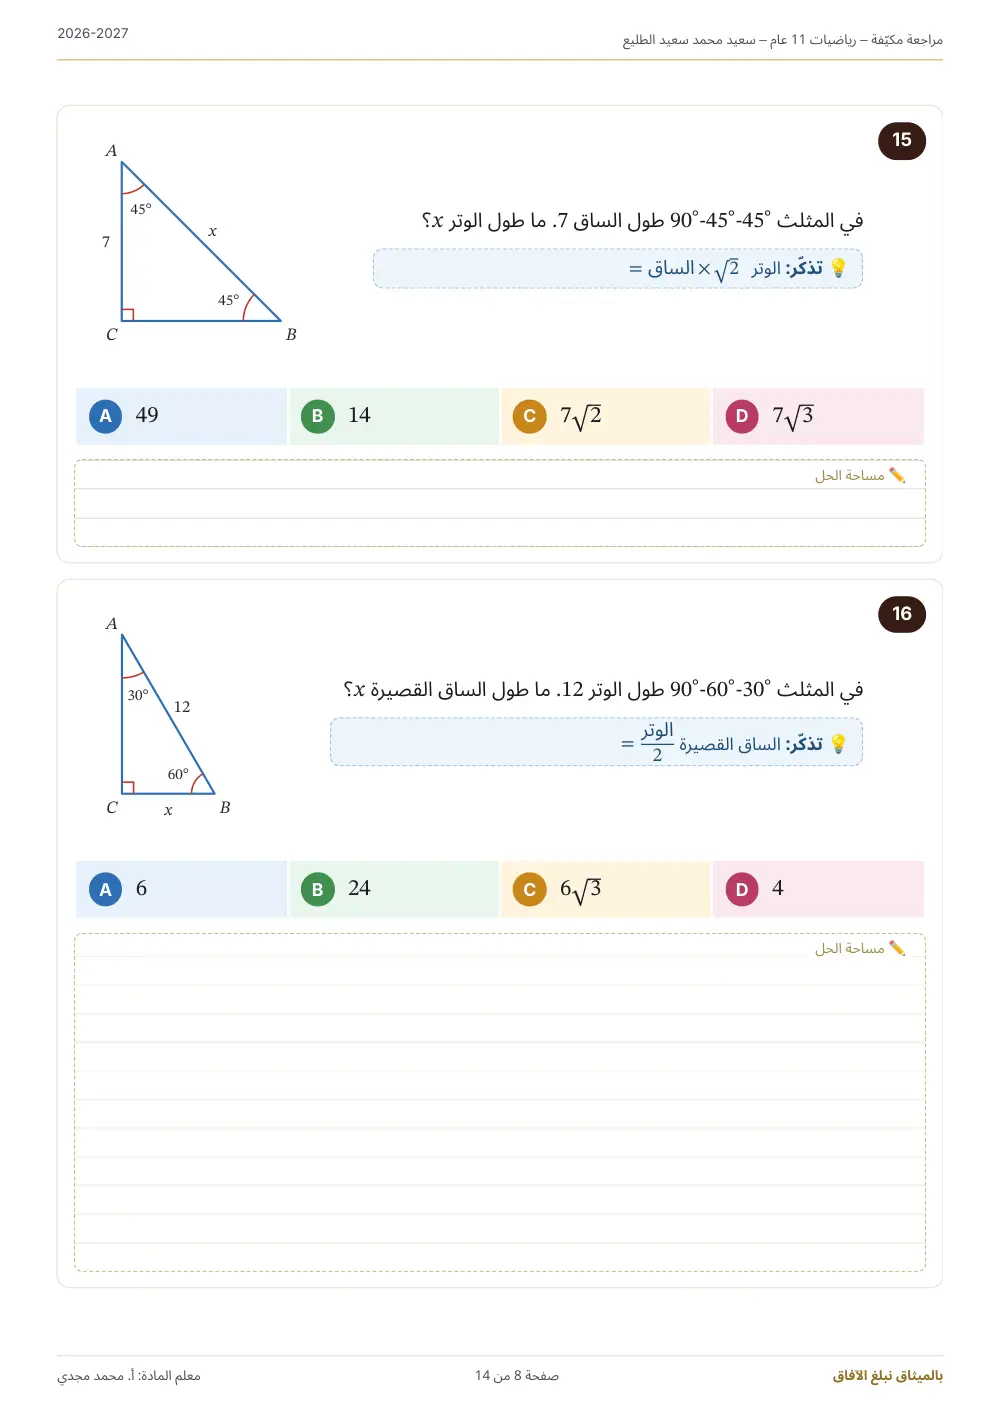 مراجعة مكيّفة – رياضيات 11 عام – سعيد محمد سعيد الطليع
2026-2027
15
في المثلث 45°-45°-90° طول الساق 7. ما طول الوتر x؟
💡 تذكّر: الوتر = الساق × √2
A
45°
7
x
45°
C
B
A 49
B 14
C 7√2
D 7√3
✏️ مساحة الحل
16
في المثلث 30°-60°-90° طول الوتر 12. ما طول الساق القصيرة x؟
💡 تذكّر: الساق القصيرة = الوتر/2
A
30°
12
60°
C
x
B
A 6
B 24
C 6√3
D 4
✏️ مساحة الحل
بالميثاق نبلغ الآفاق
صفحة 8 من 14
معلم المادة: أ. محمد مجدي